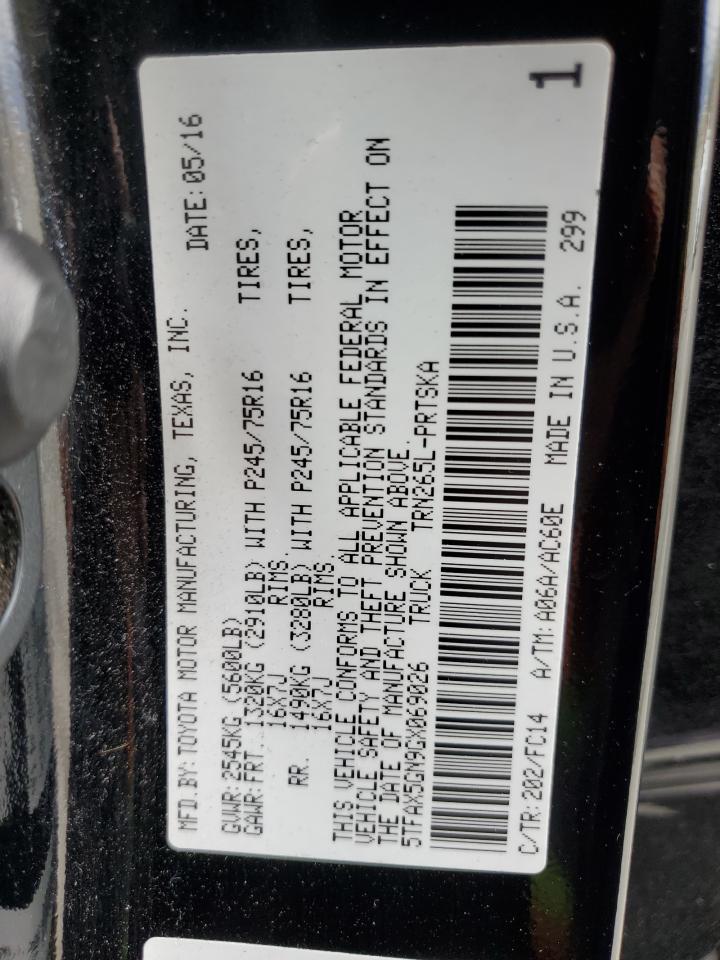 MFD.BY:TOYOTA MOTOR MANUFACTURING, TEXAS, INC.
DATE:05/16
GVWR:2545KG (5600LB)
GAWR:FRT. 1320KG (2910LB) WITH P245/75R16 TIRES,
16X7J RIMS,
RR. 1490KG (3280LB) WITH P245/75R16 TIRES,
16X7J RIMS.
THIS VEHICLE CONFORMS TO ALL APPLICABLE FEDERAL MOTOR
VEHICLE SAFETY AND THEFT PREVENTION STANDARDS IN EFFECT ON
THE DATE OF MANUFACTURE SHOWN ABOVE.
5TFAX5GN9GX069026 TRUCK TRN265L-PRTSKA
C/TR:202/FC14 A/TM:A06A/AC60E MADE IN U.S.A. 299
1